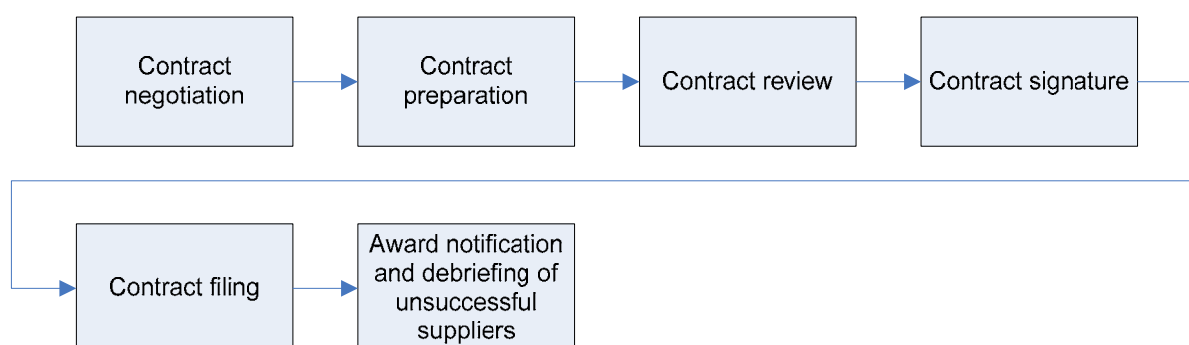 Contract
negotiation
Contract
preparation
Contract review
Contract signature
Contract filing
Award notification
and debriefing of
unsuccessful
suppliers